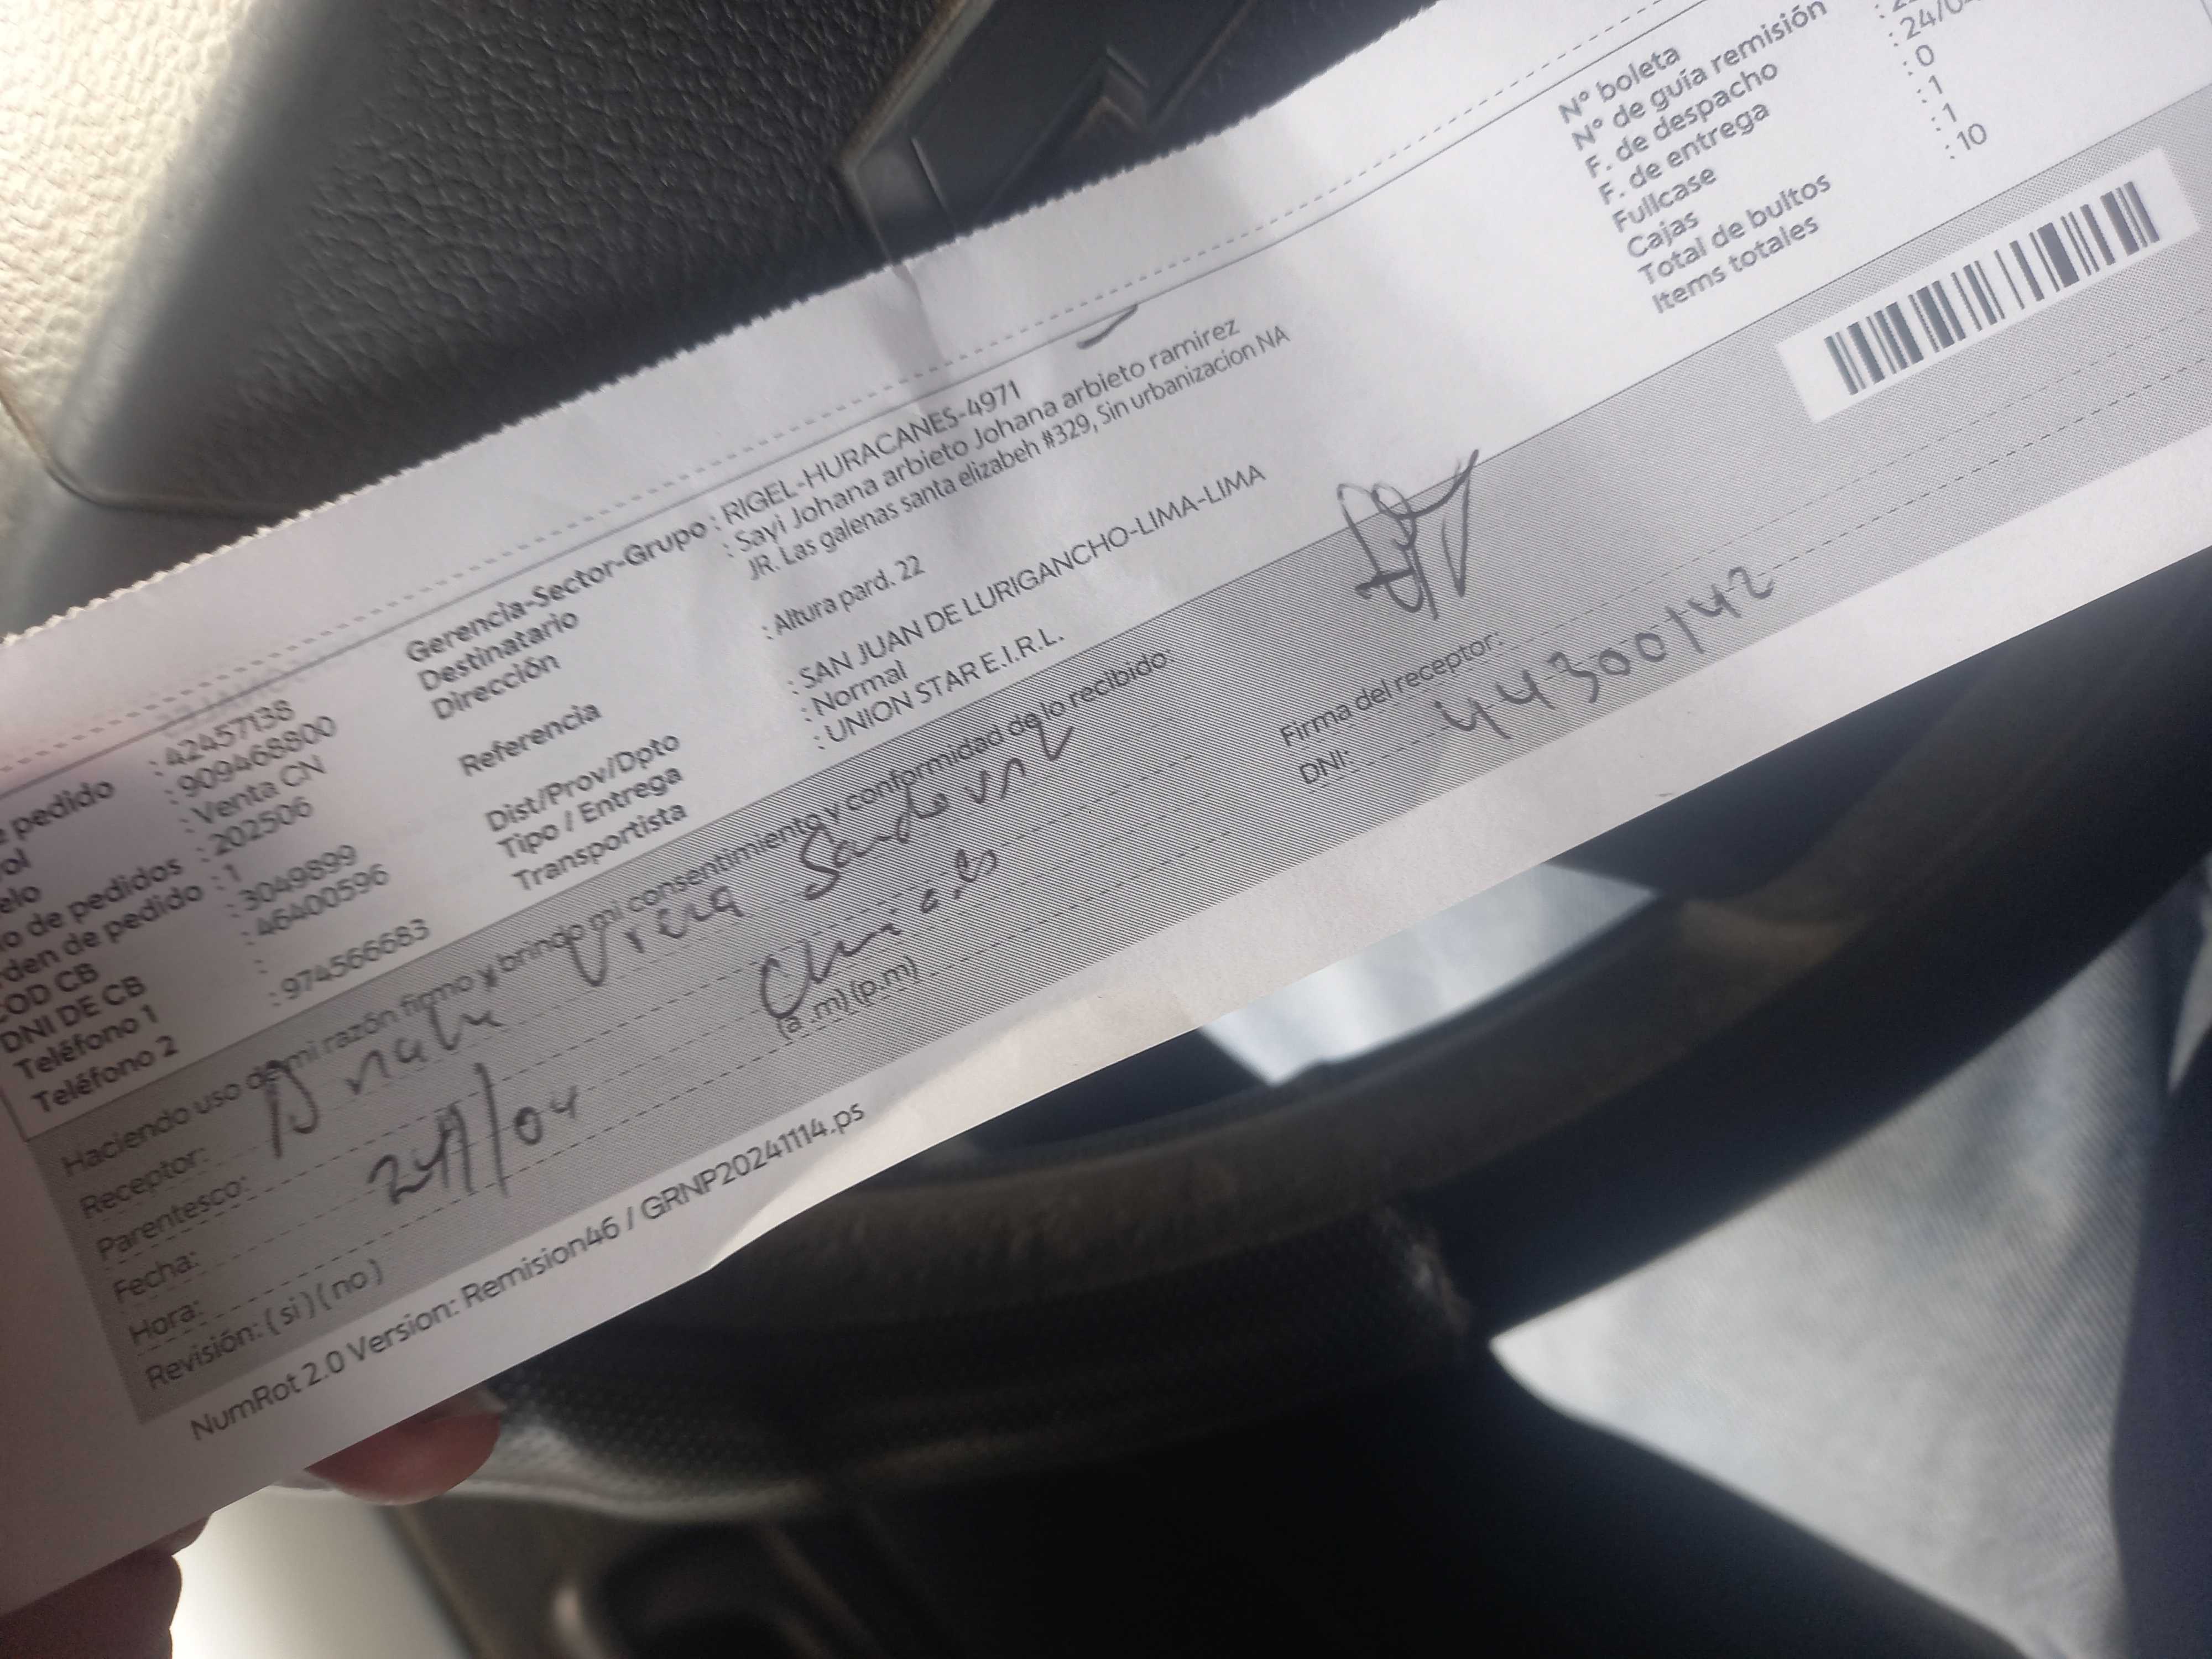 e pedido : 42457138
ol : 909468800
elo : Venta CN
o de pedidos : 202506
den de pedido : 1
COD CB : 3049899
DNI DE CB : 46400596
Teléfono 1 :
Teléfono 2 : 974566683
Gerencia-Sector-Grupo : RIGEL-HURACANES-4971
Destinatario : Sayi Johana arbieto Johana arbieto ramirez
Dirección JR. Las galenas santa elizabeh #329, Sin urbanizacion NA
Referencia : Altura pard. 22
Dist/Prov/Dpto : SAN JUAN DE LURIGANCHO-LIMA-LIMA
Tipo / Entrega : Normal
Transportista : UNION STAR E.I.R.L.
N° boleta
N° de guía remisión
F. de despacho
F. de entrega : 24/0
Fullcase : 0
Cajas : 1
Total de bultos : 1
Items totales : 10
Haciendo uso de mi razón firmo y brindo mi consentimiento y conformidad de lo recibido:
Receptor: Sandoval
Parentesco:
Fecha: 24/04
Hora: (a.m) (p.m)
Revisión: ( si ) ( no )
Firma del receptor:
DNI: 44300142
NumRot 2.0 Version: Remision46 / GRNP20241114.ps